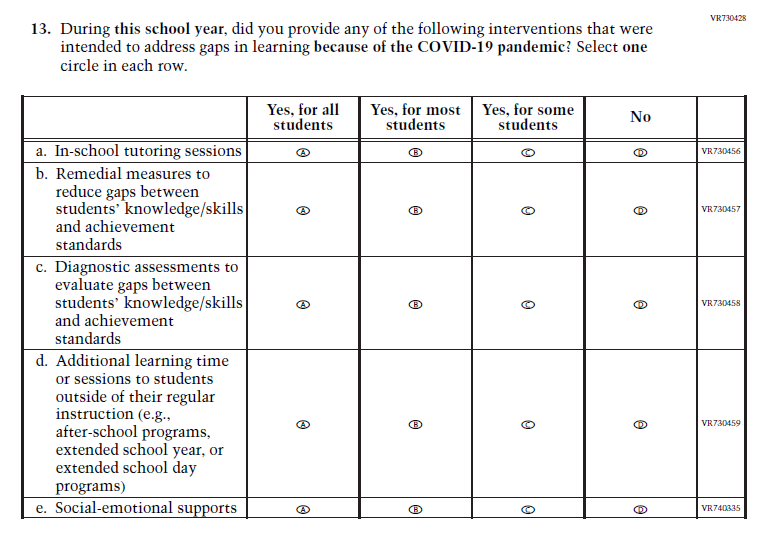 VR730428
13. During this school year, did you provide any of the following interventions that were
intended to address gaps in learning because of the COVID-19 pandemic? Select one
circle in each row.
Yes, for all students
Yes, for most students
Yes, for some students
No
a. In-school tutoring sessions A B C D VR730456
b. Remedial measures to
reduce gaps between
students' knowledge/skills A B C D VR730457
and achievement
standards
c. Diagnostic assessments to
evaluate gaps between
students' knowledge/skills A B C D VR730458
and achievement
standards
d. Additional learning time
or sessions to students
outside of their regular
instruction (e.g.,
after-school programs, A B C D VR730459
extended school year, or
extended school day
programs)
e. Social-emotional supports A B C D VR740335